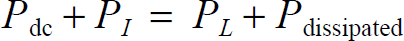 P_dc + P_I = P_L + P_dissipated